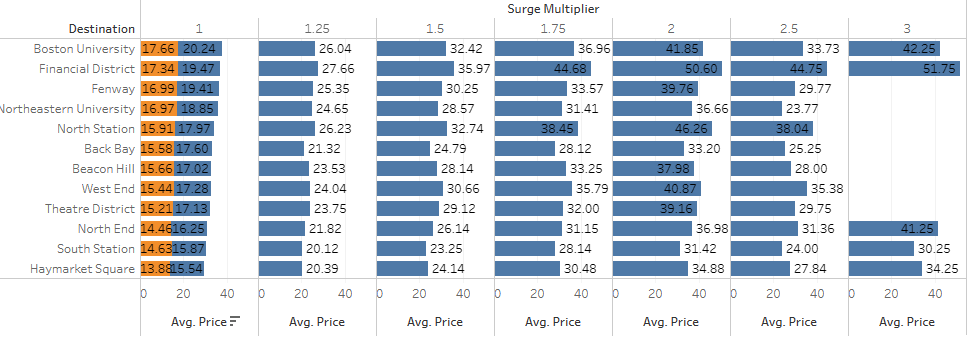 Surge Multiplier
Destination 1 1.25 1.5 1.75 2 2.5 3
Boston University 17.66 20.24 26.04 32.42 36.96 41.85 33.73 42.25
Financial District 17.34 19.47 27.66 35.97 44.68 50.60 44.75 51.75
Fenway 16.99 19.41 25.35 30.25 33.57 39.76 29.77
Northeastern University 16.97 18.85 24.65 28.57 31.41 36.66 23.77
North Station 15.91 17.97 26.23 32.74 38.45 46.26 38.04
Back Bay 15.58 17.60 21.32 24.79 28.12 33.20 25.25
Beacon Hill 15.66 17.02 23.53 28.14 33.25 37.98 28.00
West End 15.44 17.28 24.04 30.66 35.79 40.87 35.38
Theatre District 15.21 17.13 23.75 29.12 32.00 39.16 29.75
North End 14.46 16.25 21.82 26.14 31.15 36.98 31.36 41.25
South Station 14.63 15.87 20.12 23.25 28.14 31.42 24.00 30.25
Haymarket Square 13.88 15.54 20.39 24.14 30.48 34.88 27.84 34.25
0 20 40 0 20 40 0 20 40 0 20 40 0 20 40 0 20 40 0 20 40
Avg. Price Avg. Price Avg. Price Avg. Price Avg. Price Avg. Price Avg. Price